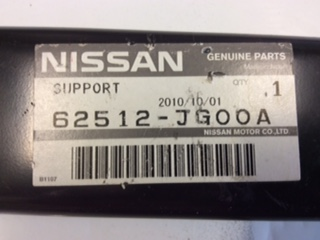 NISSAN
GENUINE PARTS
SUPPORT
QTY
.1
2010/10/01
62512-JG00A
NISSAN MOTOR CO.,LTD.